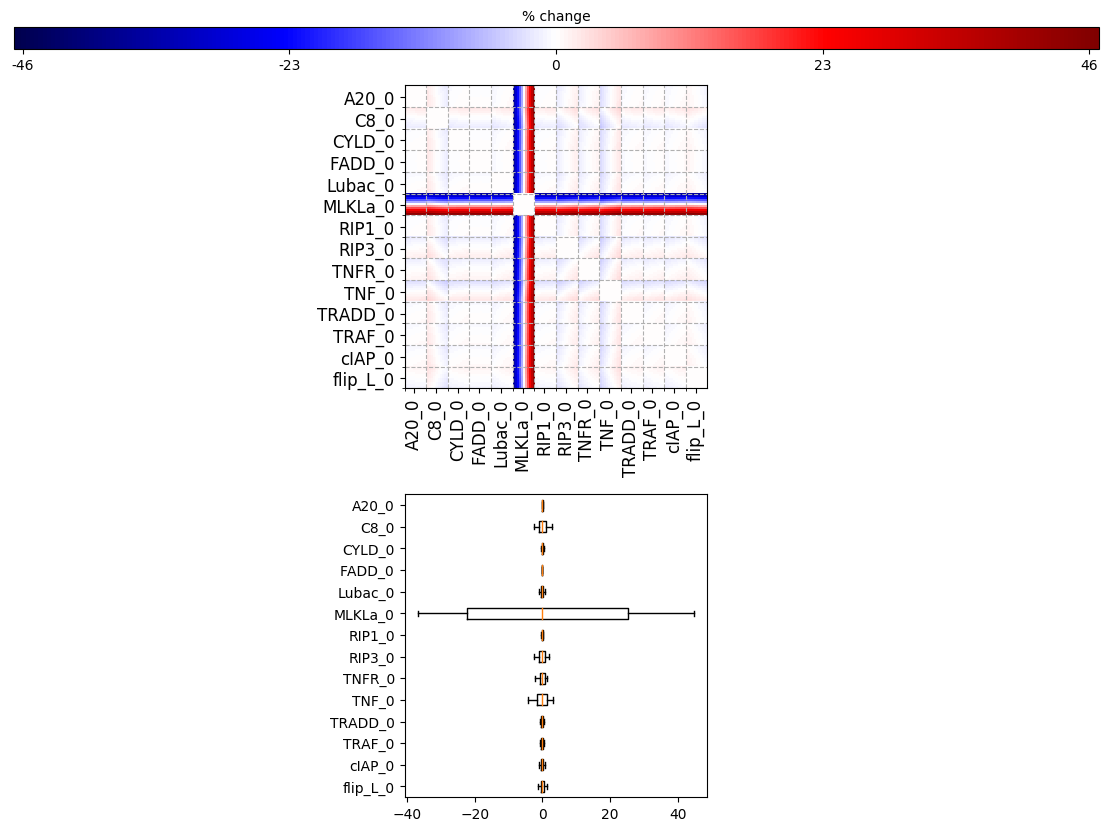 % change
-46 -23 0 23 46
A20_0
C8_0
CYLD_0
FADD_0
Lubac_0
MLKLa_0
RIP1_0
RIP3_0
TNFR_0
TNF_0
TRADD_0
TRAF_0
cIAP_0
flip_L_0
A20_0
C8_0
CYLD_0
FADD_0
Lubac_0
MLKLa_0
RIP1_0
RIP3_0
TNFR_0
TNF_0
TRADD_0
TRAF_0
cIAP_0
flip_L_0
A20_0
C8_0
CYLD_0
FADD_0
Lubac_0
MLKLa_0
RIP1_0
RIP3_0
TNFR_0
TNF_0
TRADD_0
TRAF_0
cIAP_0
flip_L_0
−40 −20 0 20 40